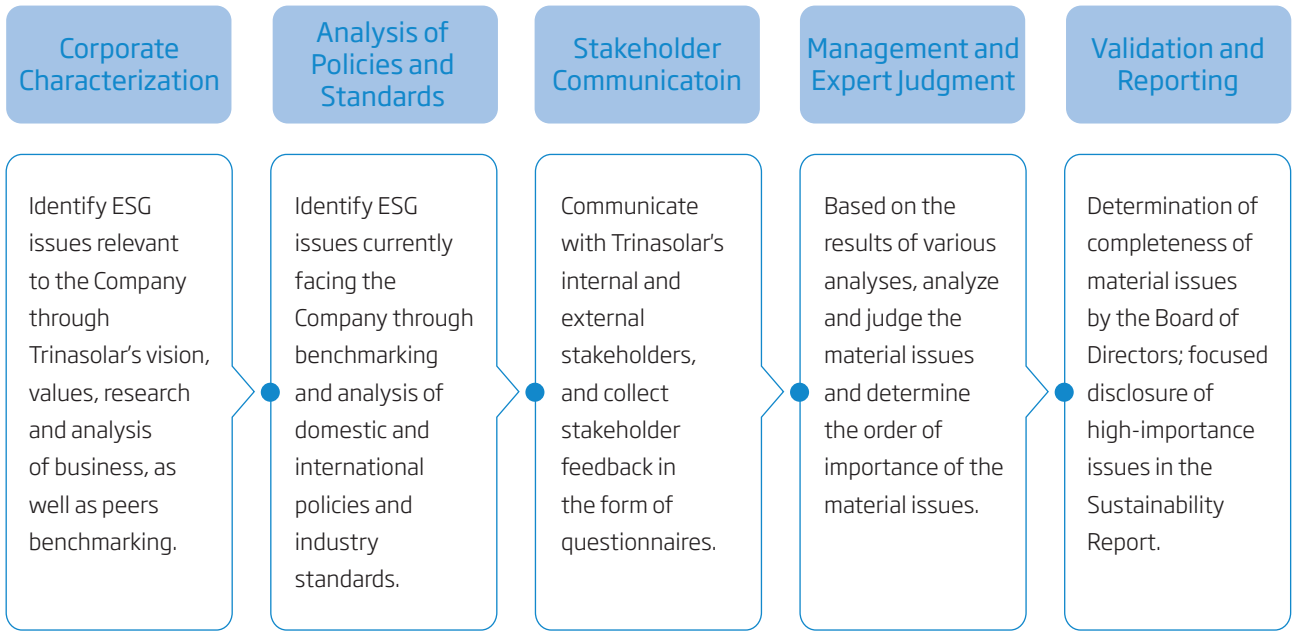 Corporate
Characterization
Analysis of
Policies and
Standards
Stakeholder
Communicatoin
Management and
Expert Judgment
Validation and
Reporting
Identify ESG
issues relevant
to the Company
through
Trinasolar's vision,
values, research
and analysis
of business, as
well as peers
benchmarking.
Identify ESG
issues currently
facing the
Company through
benchmarking
and analysis of
domestic and
international
policies and
industry
standards.
Communicate
with Trinasolar's
internal and
external
stakeholders,
and collect
stakeholder
feedback in
the form of
questionnaires.
Based on the
results of various
analyses, analyze
and judge the
material issues
and determine
the order of
importance of the
material issues.
Determination of
completeness of
material issues
by the Board of
Directors; focused
disclosure of
high-importance
issues in the
Sustainability
Report.